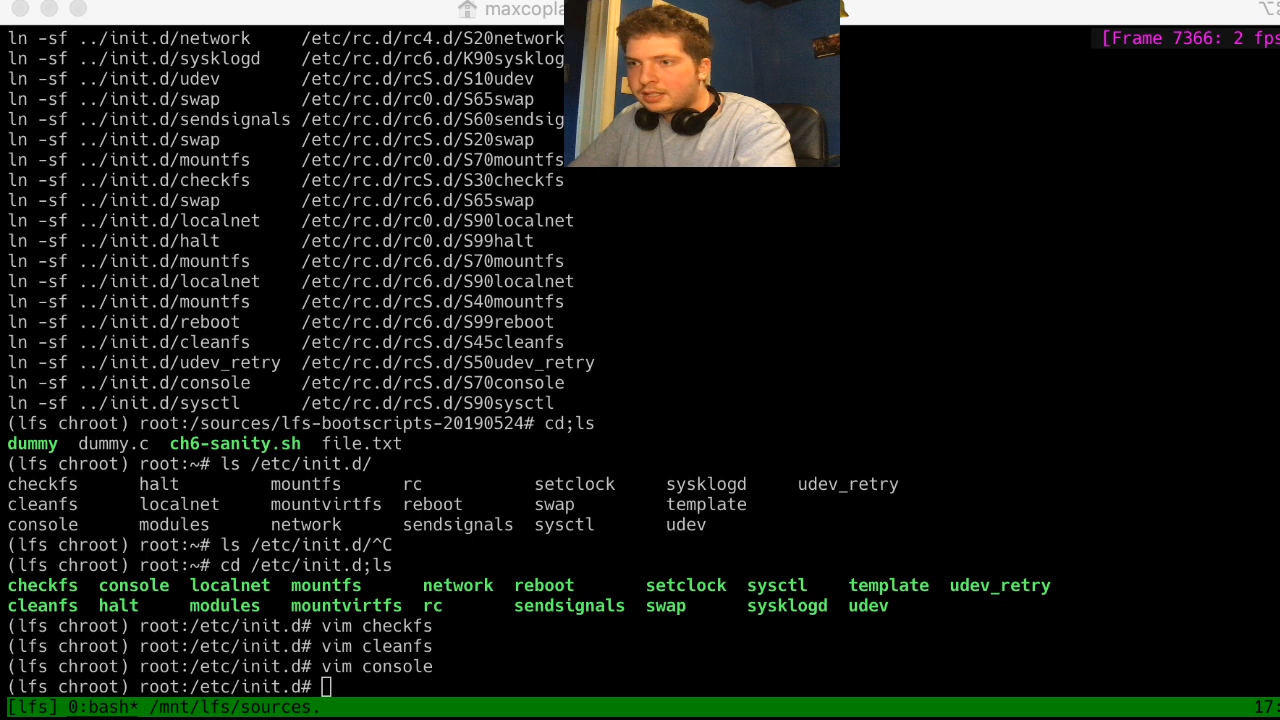 maxcopla
[Frame 7366: 2 fps
ln -sf ../init.d/network /etc/rc.d/rc4.d/S20network
ln -sf ../init.d/sysklogd /etc/rc.d/rc6.d/K90sysklog
ln -sf ../init.d/udev /etc/rc.d/rcS.d/S10udev
ln -sf ../init.d/swap /etc/rc.d/rc0.d/S65swap
ln -sf ../init.d/sendsignals /etc/rc.d/rc6.d/S60sendsig
ln -sf ../init.d/swap /etc/rc.d/rcS.d/S20swap
ln -sf ../init.d/mountfs /etc/rc.d/rc0.d/S70mountfs
ln -sf ../init.d/checkfs /etc/rc.d/rcS.d/S30checkfs
ln -sf ../init.d/swap /etc/rc.d/rc6.d/S65swap
ln -sf ../init.d/localnet /etc/rc.d/rc0.d/S90localnet
ln -sf ../init.d/halt /etc/rc.d/rc0.d/S99halt
ln -sf ../init.d/mountfs /etc/rc.d/rc6.d/S70mountfs
ln -sf ../init.d/localnet /etc/rc.d/rc6.d/S90localnet
ln -sf ../init.d/mountfs /etc/rc.d/rcS.d/S40mountfs
ln -sf ../init.d/reboot /etc/rc.d/rc6.d/S99reboot
ln -sf ../init.d/cleanfs /etc/rc.d/rcS.d/S45cleanfs
ln -sf ../init.d/udev_retry /etc/rc.d/rcS.d/S50udev_retry
ln -sf ../init.d/console /etc/rc.d/rcS.d/S70console
ln -sf ../init.d/sysctl /etc/rc.d/rcS.d/S90sysctl
(lfs chroot) root:/sources/lfs-bootscripts-20190524# cd;ls
dummy dummy.c ch6-sanity.sh file.txt
(lfs chroot) root:~# ls /etc/init.d/
checkfs halt mountfs rc setclock sysklogd udev_retry
cleanfs localnet mountvirtfs reboot swap template
console modules network sendsignals sysctl udev
(lfs chroot) root:~# ls /etc/init.d/^C
(lfs chroot) root:~# cd /etc/init.d;ls
checkfs console localnet mountfs network reboot setclock sysctl template udev_retry
cleanfs halt modules mountvirtfs rc sendsignals swap sysklogd udev
(lfs chroot) root:/etc/init.d# vim checkfs
(lfs chroot) root:/etc/init.d# vim cleanfs
(lfs chroot) root:/etc/init.d# vim console
(lfs chroot) root:/etc/init.d#
[lfs] 0:bash* /mnt/lfs/sources. 17: